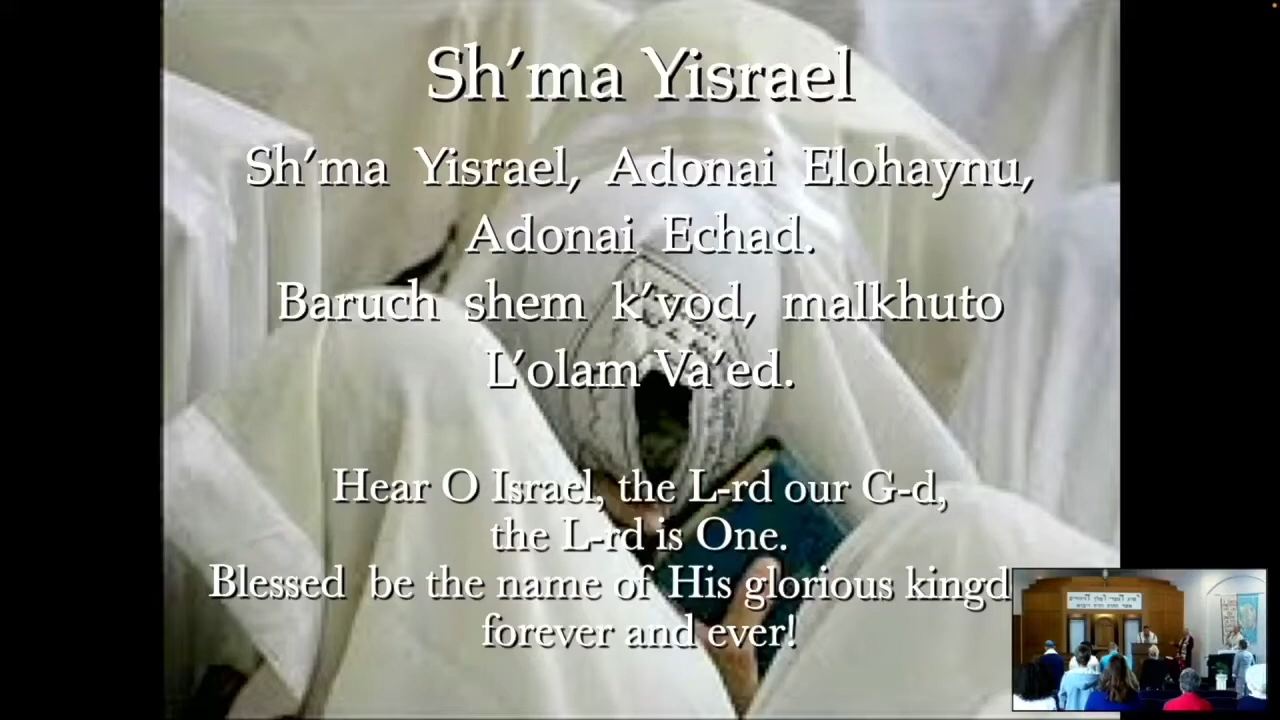 Sh’ma Yisrael
Sh’ma Yisrael, Adonai Elohaynu,
Adonai Echad.
Baruch shem k’vod, malkhuto
L’olam Va’ed.
Hear O Israel, the L-rd our G-d,
the L-rd is One.
Blessed be the name of His glorious kingd
forever and ever!